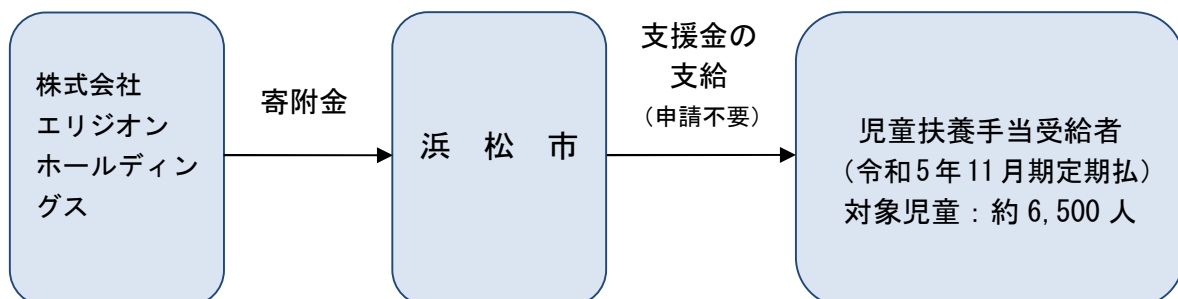 株式会社
エリジオン
ホールディン
グス
寄附金
浜 松 市
支援金の
支給
（申請不要）
児童扶養手当受給者
（令和5年11月期定期払）
対象児童：約6,500人